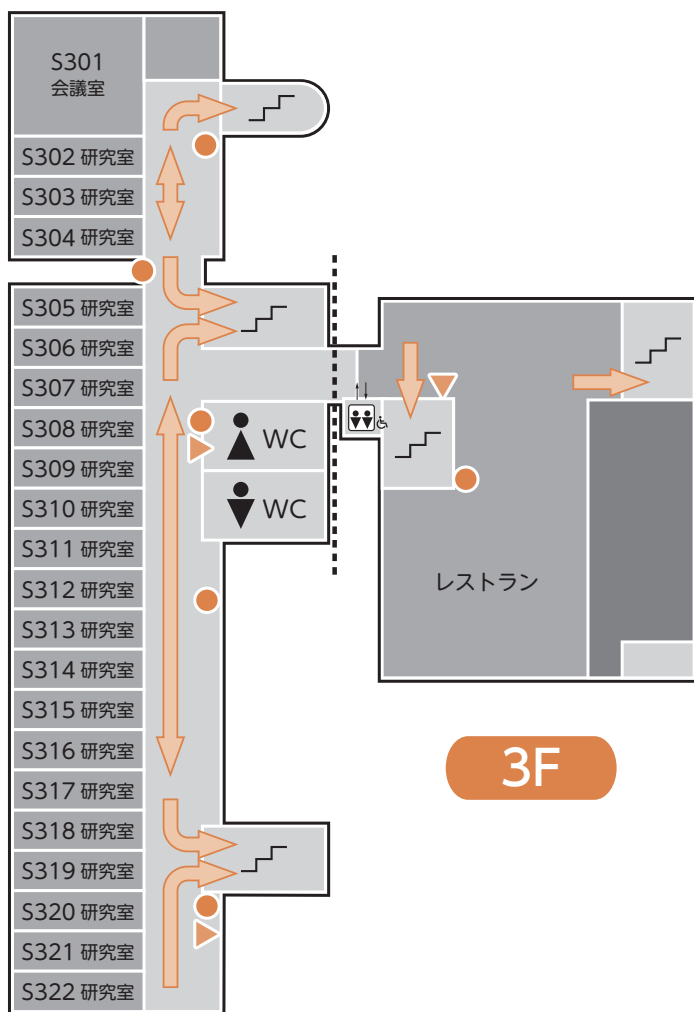 S301
会議室
S302 研究室
S303 研究室
S304 研究室
S305 研究室
S306 研究室
S307 研究室
S308 研究室
S309 研究室
S310 研究室
S311 研究室
S312 研究室
S313 研究室
S314 研究室
S315 研究室
S316 研究室
S317 研究室
S318 研究室
S319 研究室
S320 研究室
S321 研究室
S322 研究室
WC
WC
レストラン
3F